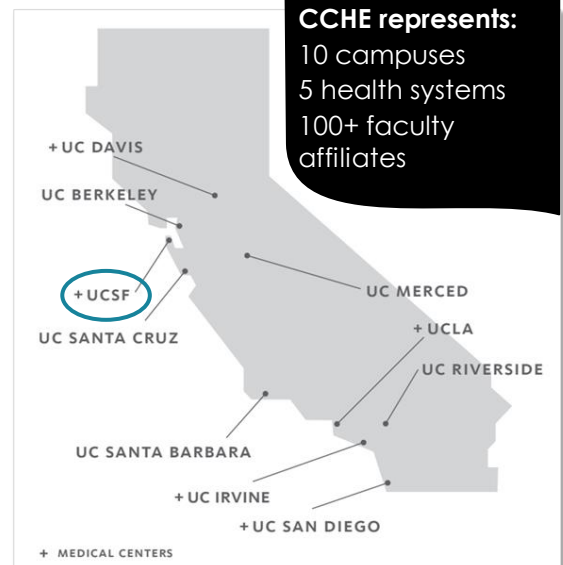 CCHE represents:
10 campuses
5 health systems
100+ faculty
affiliates
+ UC DAVIS
UC BERKELEY
+ UCSF
UC MERCED
UC SANTA CRUZ
+ UCLA
UC RIVERSIDE
UC SANTA BARBARA
+ UC IRVINE
+ UC SAN DIEGO
+ MEDICAL CENTERS